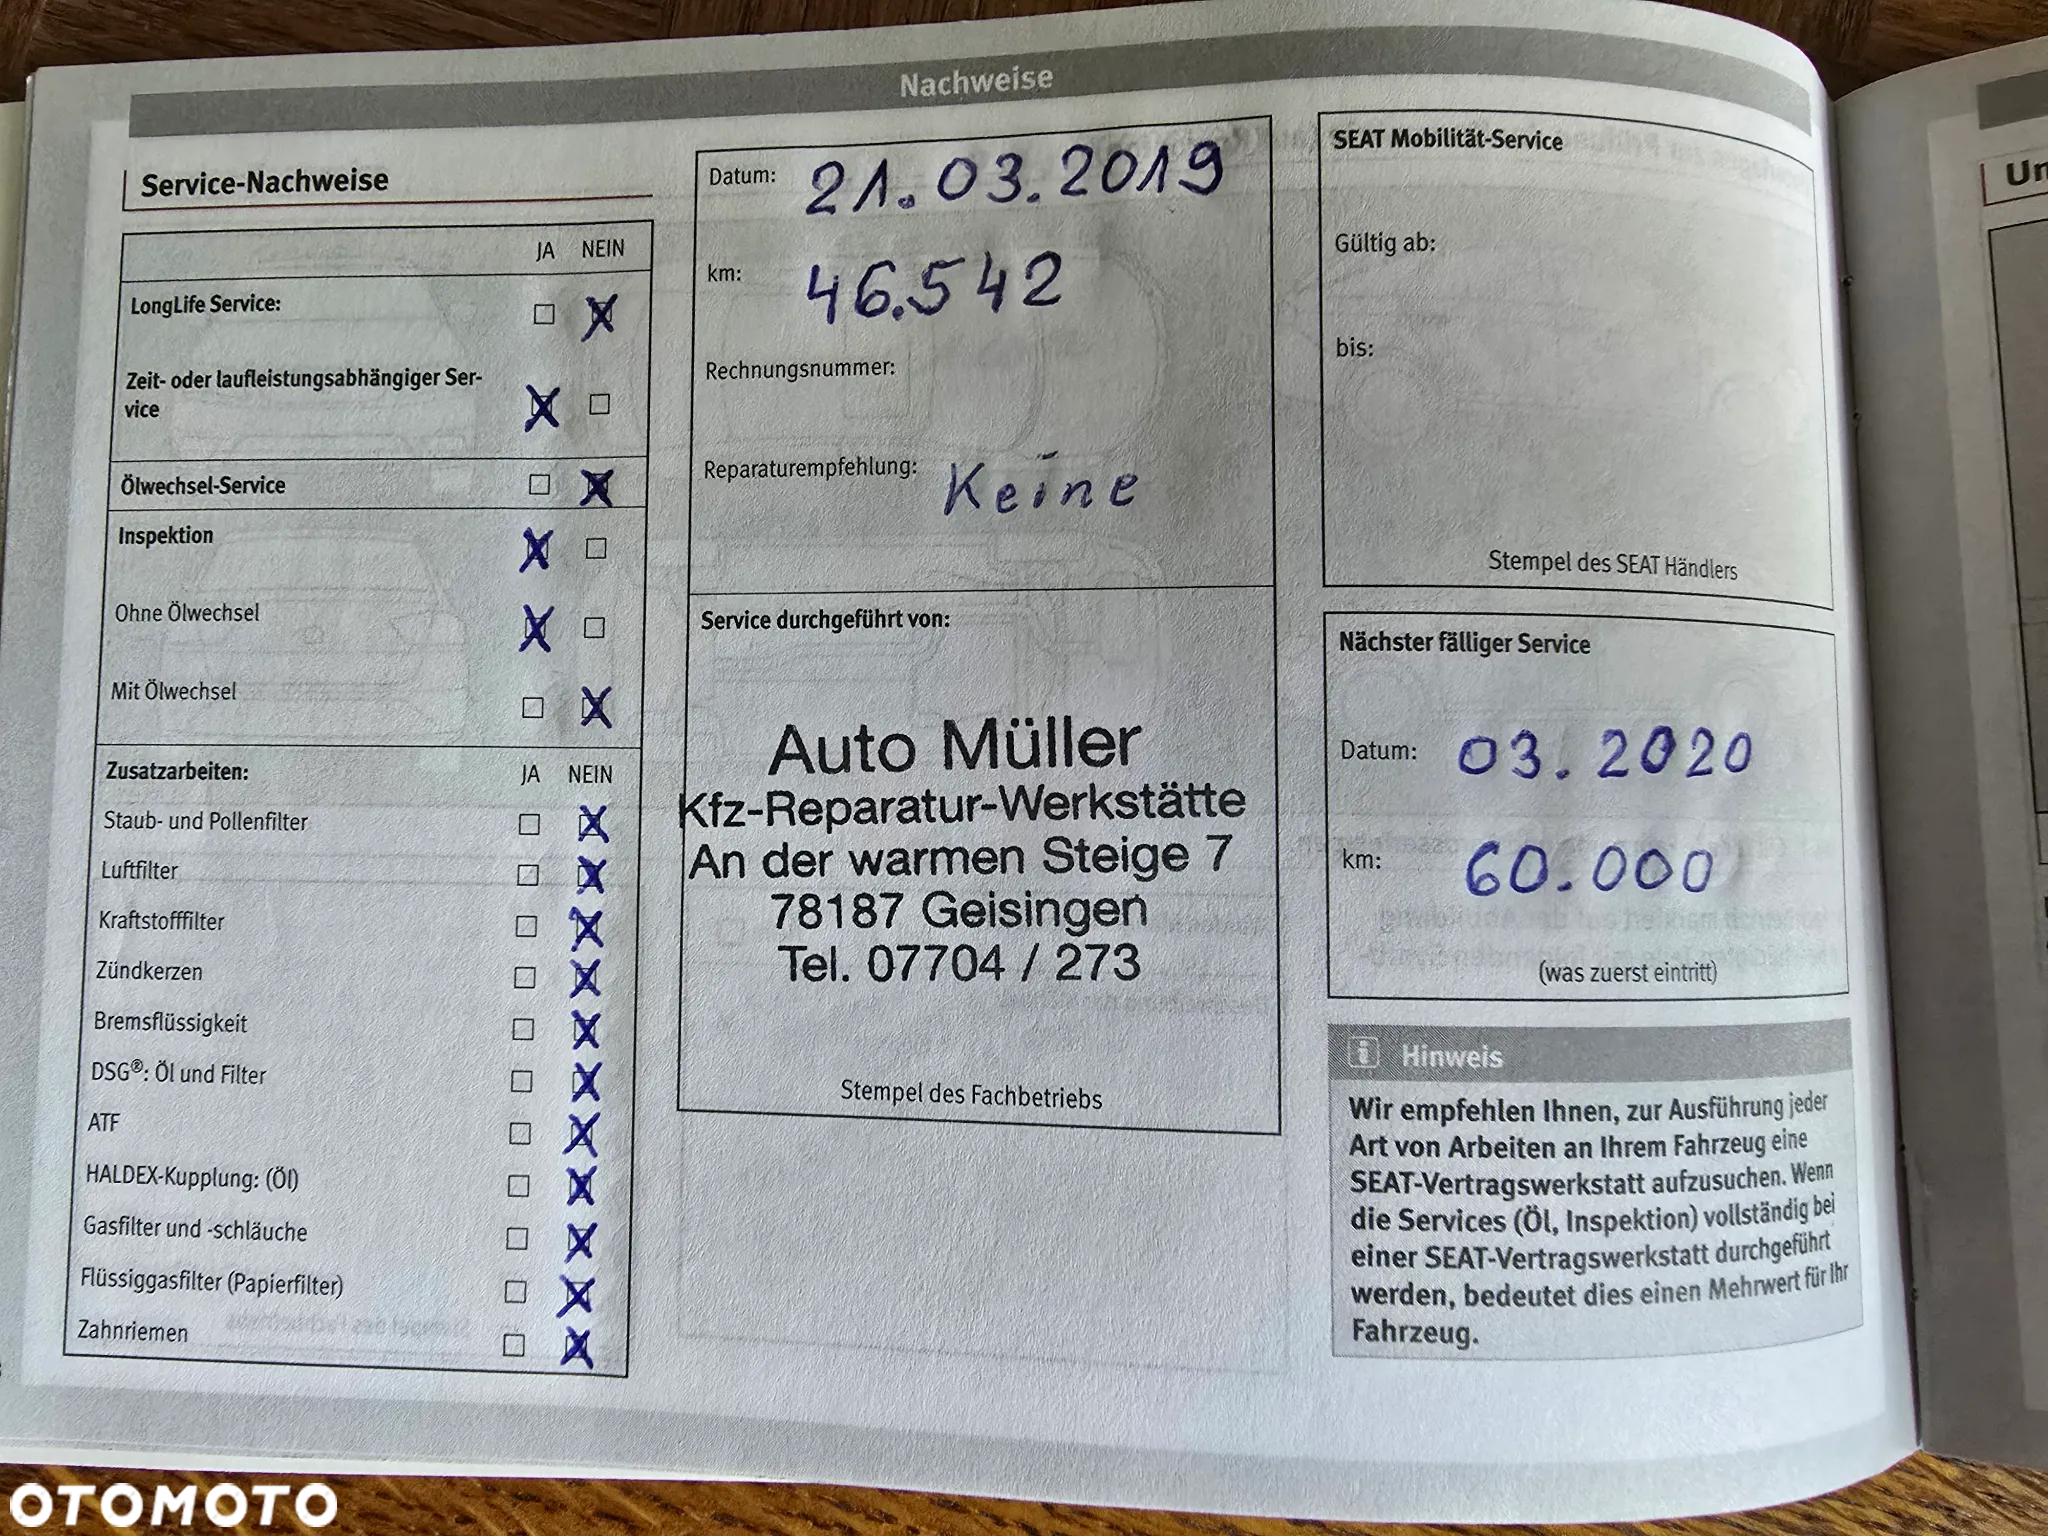 Nachweise
Service-Nachweise
JA NEIN
LongLife Service:
Zeit- oder laufleistungsabhängiger Ser-
vice
Ölwechsel-Service
Inspektion
Ohne Ölwechsel
Mit Ölwechsel
Zusatzarbeiten: JA NEIN
Staub- und Pollenfilter
Luftfilter
Kraftstofffilter
Zündkerzen
Bremsflüssigkeit
DSG®: Öl und Filter
ATF
HALDEX-Kupplung: (Öl)
Gasfilter und -schläuche
Flüssiggasfilter (Papierfilter)
Zahnriemen
Datum: 21.03.2019
km: 46.542
Rechnungsnummer:
Reparaturempfehlung: Keine
Service durchgeführt von:
Auto Müller
Kfz-Reparatur-Werkstätte
An der warmen Steige 7
78187 Geisingen
Tel. 07704 / 273
Stempel des Fachbetriebs
SEAT Mobilität-Service
Gültig ab:
bis:
Stempel des SEAT Händlers
Nächster fälliger Service
Datum: 03.2020
km: 60.000
(was zuerst eintritt)
i Hinweis
Wir empfehlen Ihnen, zur Ausführung jeder
Art von Arbeiten an Ihrem Fahrzeug eine
SEAT-Vertragswerkstatt aufzusuchen. Wenn
die Services (Öl, Inspektion) vollständig bei
einer SEAT-Vertragswerkstatt durchgeführt
werden, bedeutet dies einen Mehrwert für Ihr
Fahrzeug.
OTOMOTO